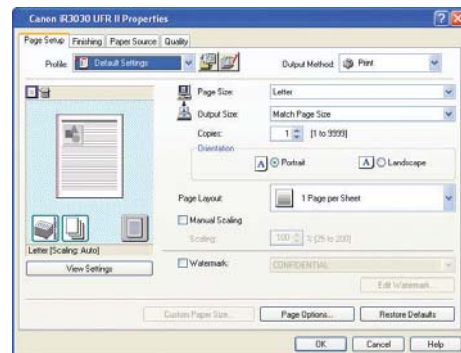 Canon iR3030 UFR II Properties
Page Setup Finishing Paper Source Quality
Profile: Default Settings Output Method: Print
Page Size: Letter
Output Size: Match Page Size
Copies: 1 [1 to 9999]
Orientation
A Portrait A Landscape
Page Layout: 1 Page per Sheet
Manual Scaling
Scaling: 100 % [25 to 200]
Letter [Scaling: Auto]
View Settings
Watermark: CONFIDENTIAL
Edit Watermark...
Custom Paper Size... Page Options... Restore Defaults
OK Cancel Help